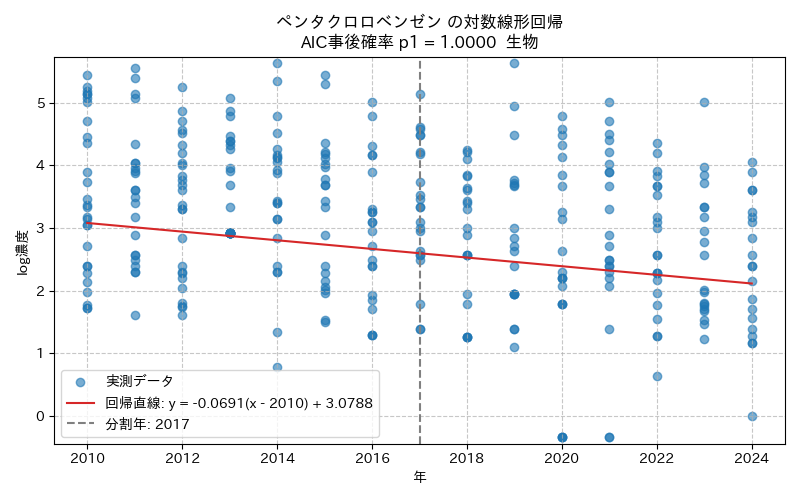 ペンタクロロベンゼン の対数線形回帰
AIC事後確率 p1 = 1.0000  生物
log濃度
5
4
3
2
1
0
実測データ
回帰直線: y = -0.0691(x - 2010) + 3.0788
分割年: 2017
2010
2012
2014
2016
2018
2020
2022
2024
年